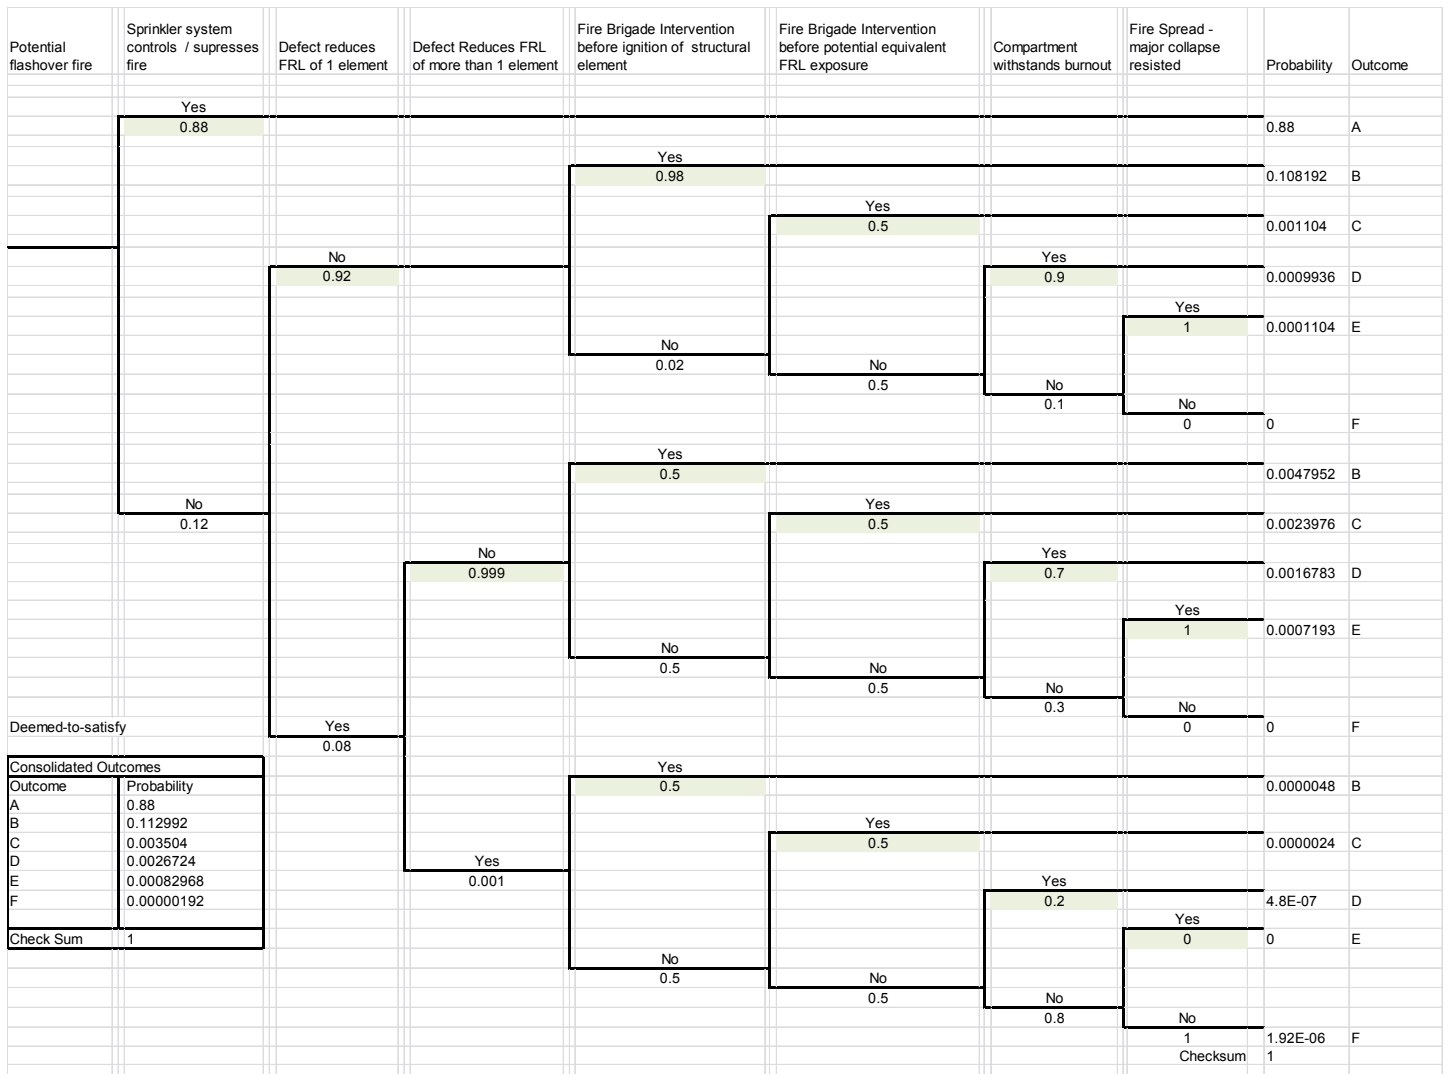 Potential
flashover fire
Sprinkler system
controls / supresses
fire
Defect reduces
FRL of 1 element
Defect Reduces FRL
of more than 1 element
Fire Brigade Intervention
before ignition of structural
element
Fire Brigade Intervention
before potential equivalent
FRL exposure
Compartment
withstands burnout
Fire Spread -
major collapse
resisted
Probability
Outcome
Yes
0.88
0.88 A
Yes
0.98
0.108192 B
Yes
0.5
0.001104 C
No
0.92
Yes
0.9
0.0009936 D
Yes
1
0.0001104 E
No
0.02
No
0.5
No
0.1
No
0
0 F
Yes
0.5
0.0047952 B
No
0.12
Yes
0.5
0.0023976 C
No
0.999
Yes
0.7
0.0016783 D
Yes
1
0.0007193 E
No
0.5
No
0.5
No
0.3
No
0
0 F
Deemed-to-satisfy
Yes
0.08
Consolidated Outcomes
Outcome Probability
A 0.88
B 0.112992
C 0.003504
D 0.0026724
E 0.00082968
F 0.00000192
Check Sum 1
Yes
0.5
0.0000048 B
Yes
0.5
0.0000024 C
Yes
0.001
Yes
0.2
4.8E-07 D
Yes
0
0 E
No
0.5
No
0.5
No
0.8
No
1
1.92E-06 F
Checksum 1